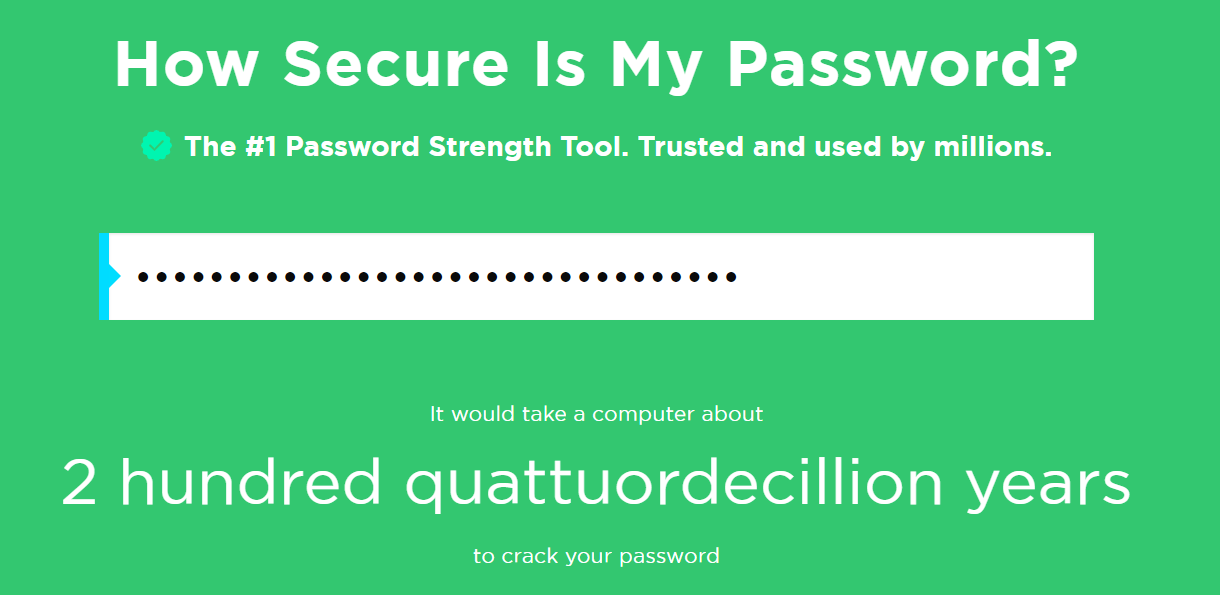 How Secure Is My Password?
The #1 Password Strength Tool. Trusted and used by millions.
•••••••••••••••••••••••••••••••••
It would take a computer about
2 hundred quattuordecillion years
to crack your password